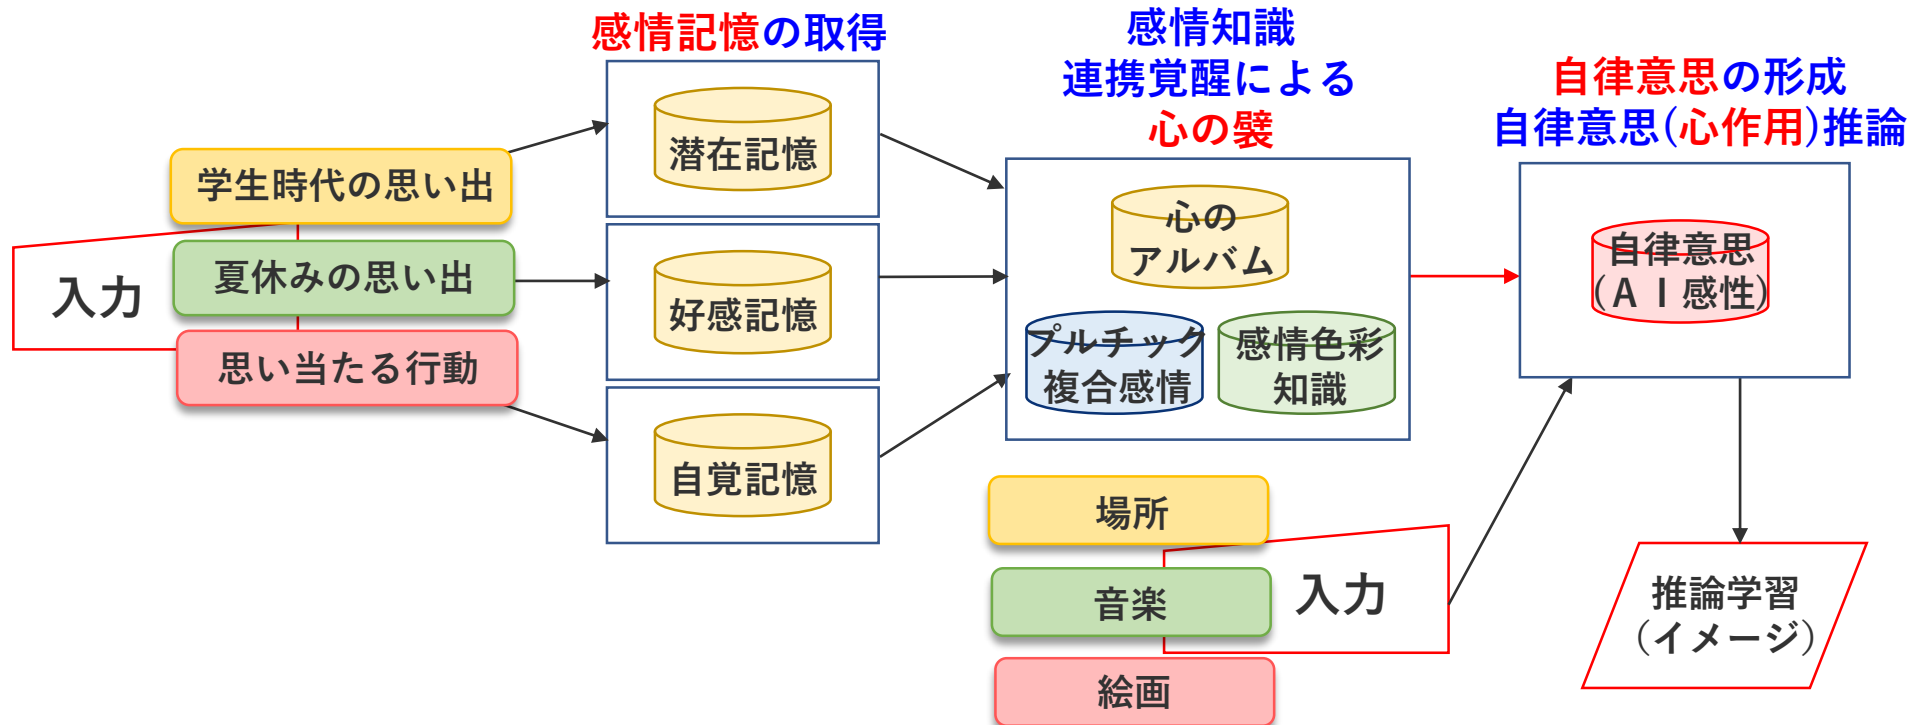 感情記憶の取得
感情知識
連携覚醒による
心の襞
自律意思の形成
自律意思(心作用)推論
入力
学生時代の思い出
夏休みの思い出
思い当たる行動
潜在記憶
好感記憶
自覚記憶
心の
アルバム
プルチック
複合感情
感情色彩
知識
自律意思
(ＡＩ感性)
場所
音楽
絵画
入力
推論学習
(イメージ)